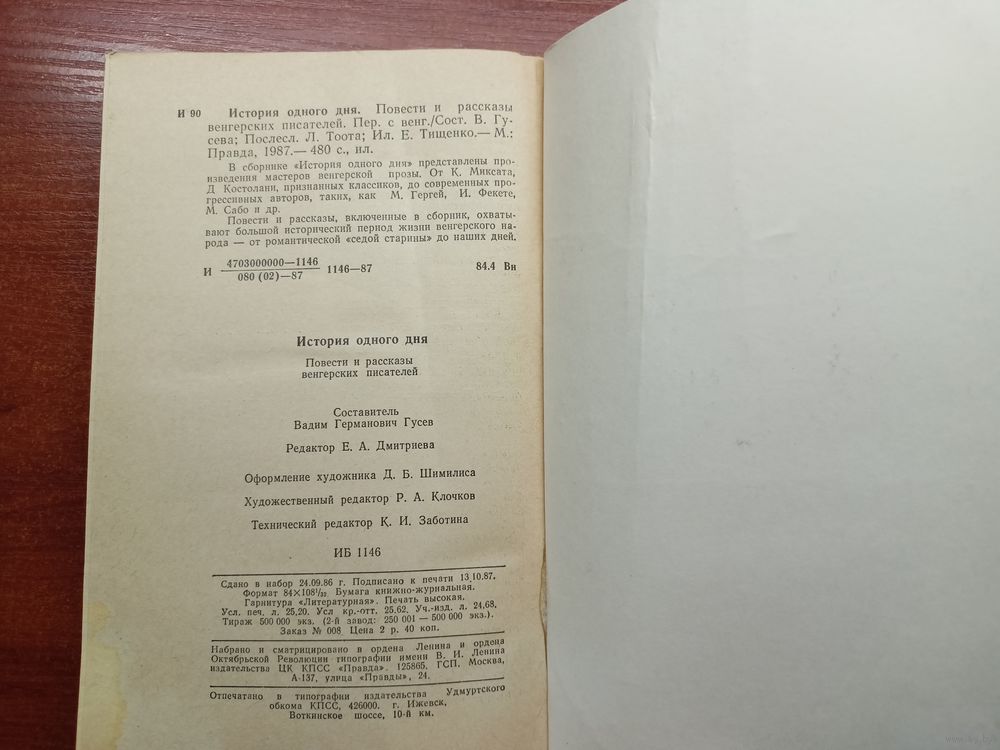 И 90 История одного дня. Повести и рассказы
венгерских писателей. Пер. с венг./Сост. В. Гу-
сева; Послесл. Л. Тоота; Ил. Е. Тищенко.— М.:
Правда, 1987.— 480 с., ил.
В сборнике «История одного дня» представлены про-
изведения мастеров венгерской прозы. От К. Миксата,
Д Костолани, признанных классиков, до современных про-
грессивных авторов, таких, как М. Гергей, И. Фекете,
М. Сабо и др.
Повести и рассказы, включенные в сборник, охваты-
вают большой исторический период жизни венгерского на-
рода — от романтической «седой старины» до наших дней.
И 4703000000—1146
080 (02)—87
1146—87 84.4 Вн
История одного дня
Повести и рассказы
венгерских писателей
Составитель
Вадим Германович Гусев
Редактор Е. А. Дмитриева
Оформление художника Д. Б. Шимилиса
Художественный редактор Р. А. Клочков
Технический редактор К. И. Заботина
ИБ 1146
Сдано в набор 24.09.86 г. Подписано к печати 13.10.87.
Формат 84×108¹/₃₂. Бумага книжно-журнальная.
Гарнитура «Литературная». Печать высокая.
Усл. печ. л. 25,20. Усл кр.-отт. 25.62. Уч.-изд. л. 24,68.
Тираж 500 000 экз. (2-й завод: 250 001 — 500 000 экз.).
Заказ № 008. Цена 2 р. 40 коп.
Набрано и сматрицировано в ордена Ленина и ордена
Октябрьской Революции типографии имени В. И. Ленина
издательства ЦК КПСС «Правда». 125865. ГСП, Москва,
А-137, улица «Правды», 24.
Отпечатано в типографии издательства Удмуртского
обкома КПСС, 426000. г. Ижевск,
Воткинское шоссе, 10-й км.